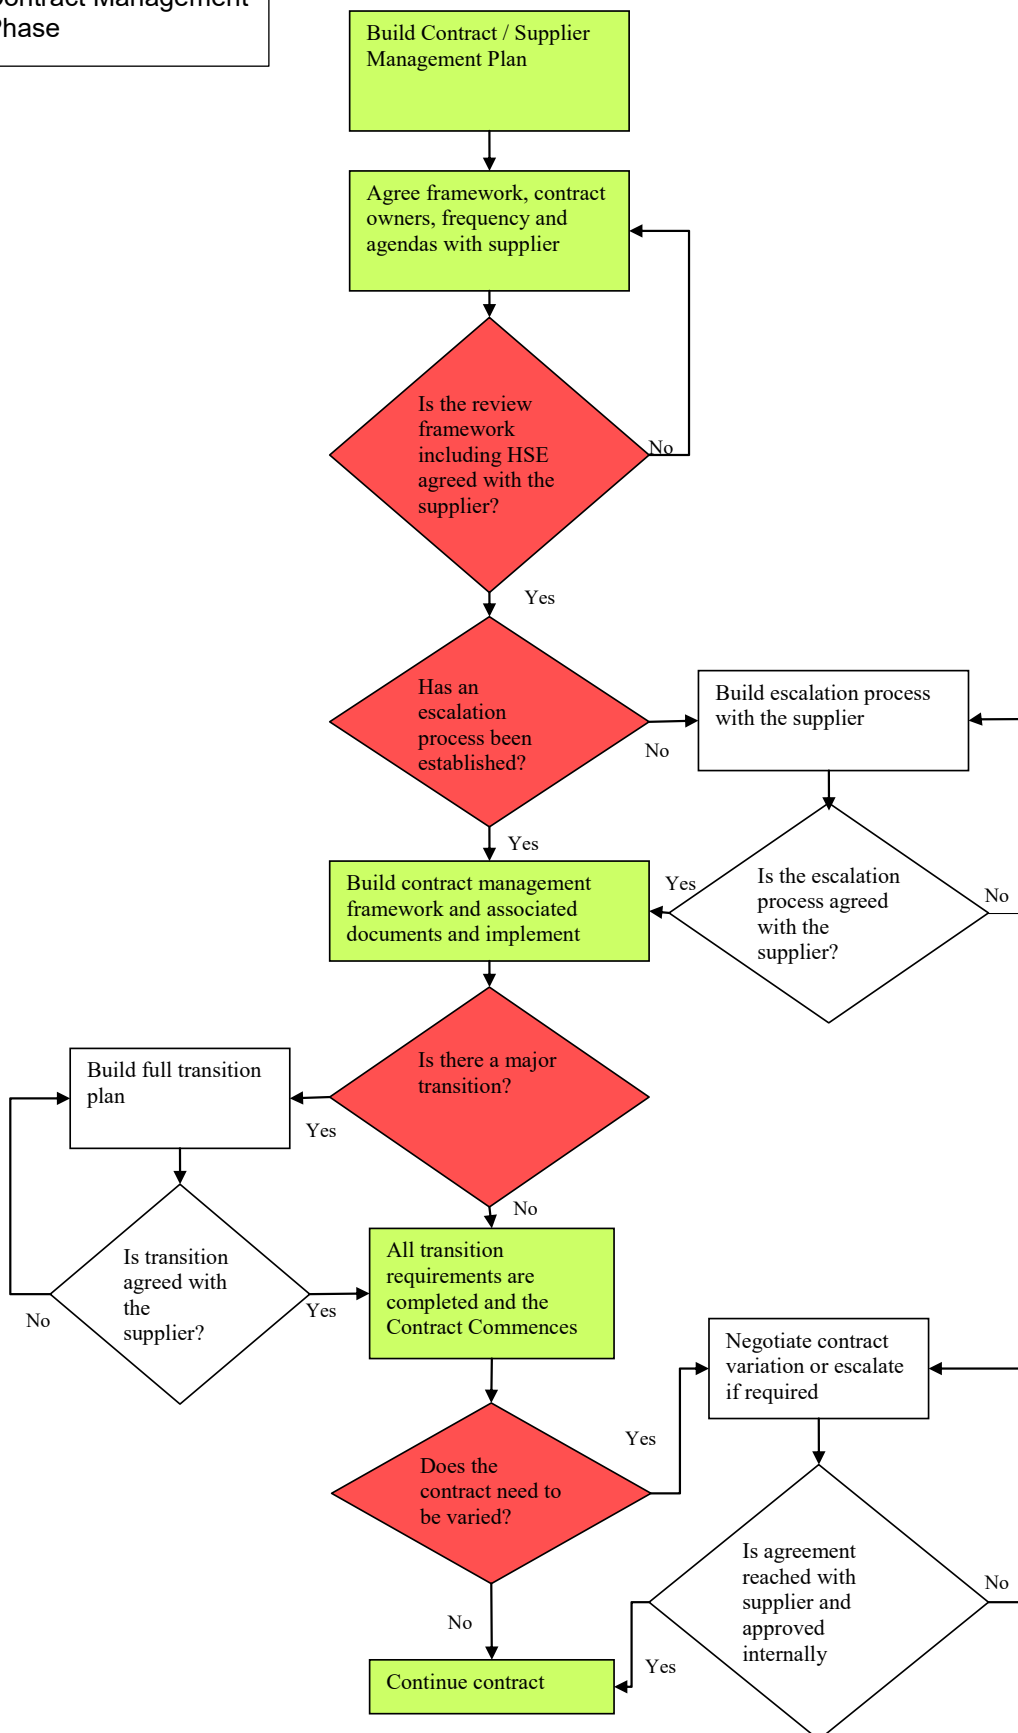 Contract Management
Phase
Build Contract / Supplier
Management Plan
Agree framework, contract
owners, frequency and
agendas with supplier
Is the review
framework
including HSE
agreed with the
supplier?
No
Yes
Has an
escalation
process been
established?
No
Build escalation process
with the supplier
Yes
Build contract management
framework and associated
documents and implement
Yes
Is the escalation
process agreed
with the
supplier?
No
Is there a major
transition?
Build full transition
plan
Yes
No
Is transition
agreed with
the
supplier?
No
Yes
All transition
requirements are
completed and the
Contract Commences
Negotiate contract
variation or escalate
if required
Yes
Does the
contract need to
be varied?
Is agreement
reached with
supplier and
approved
internally
No
No
Yes
Continue contract